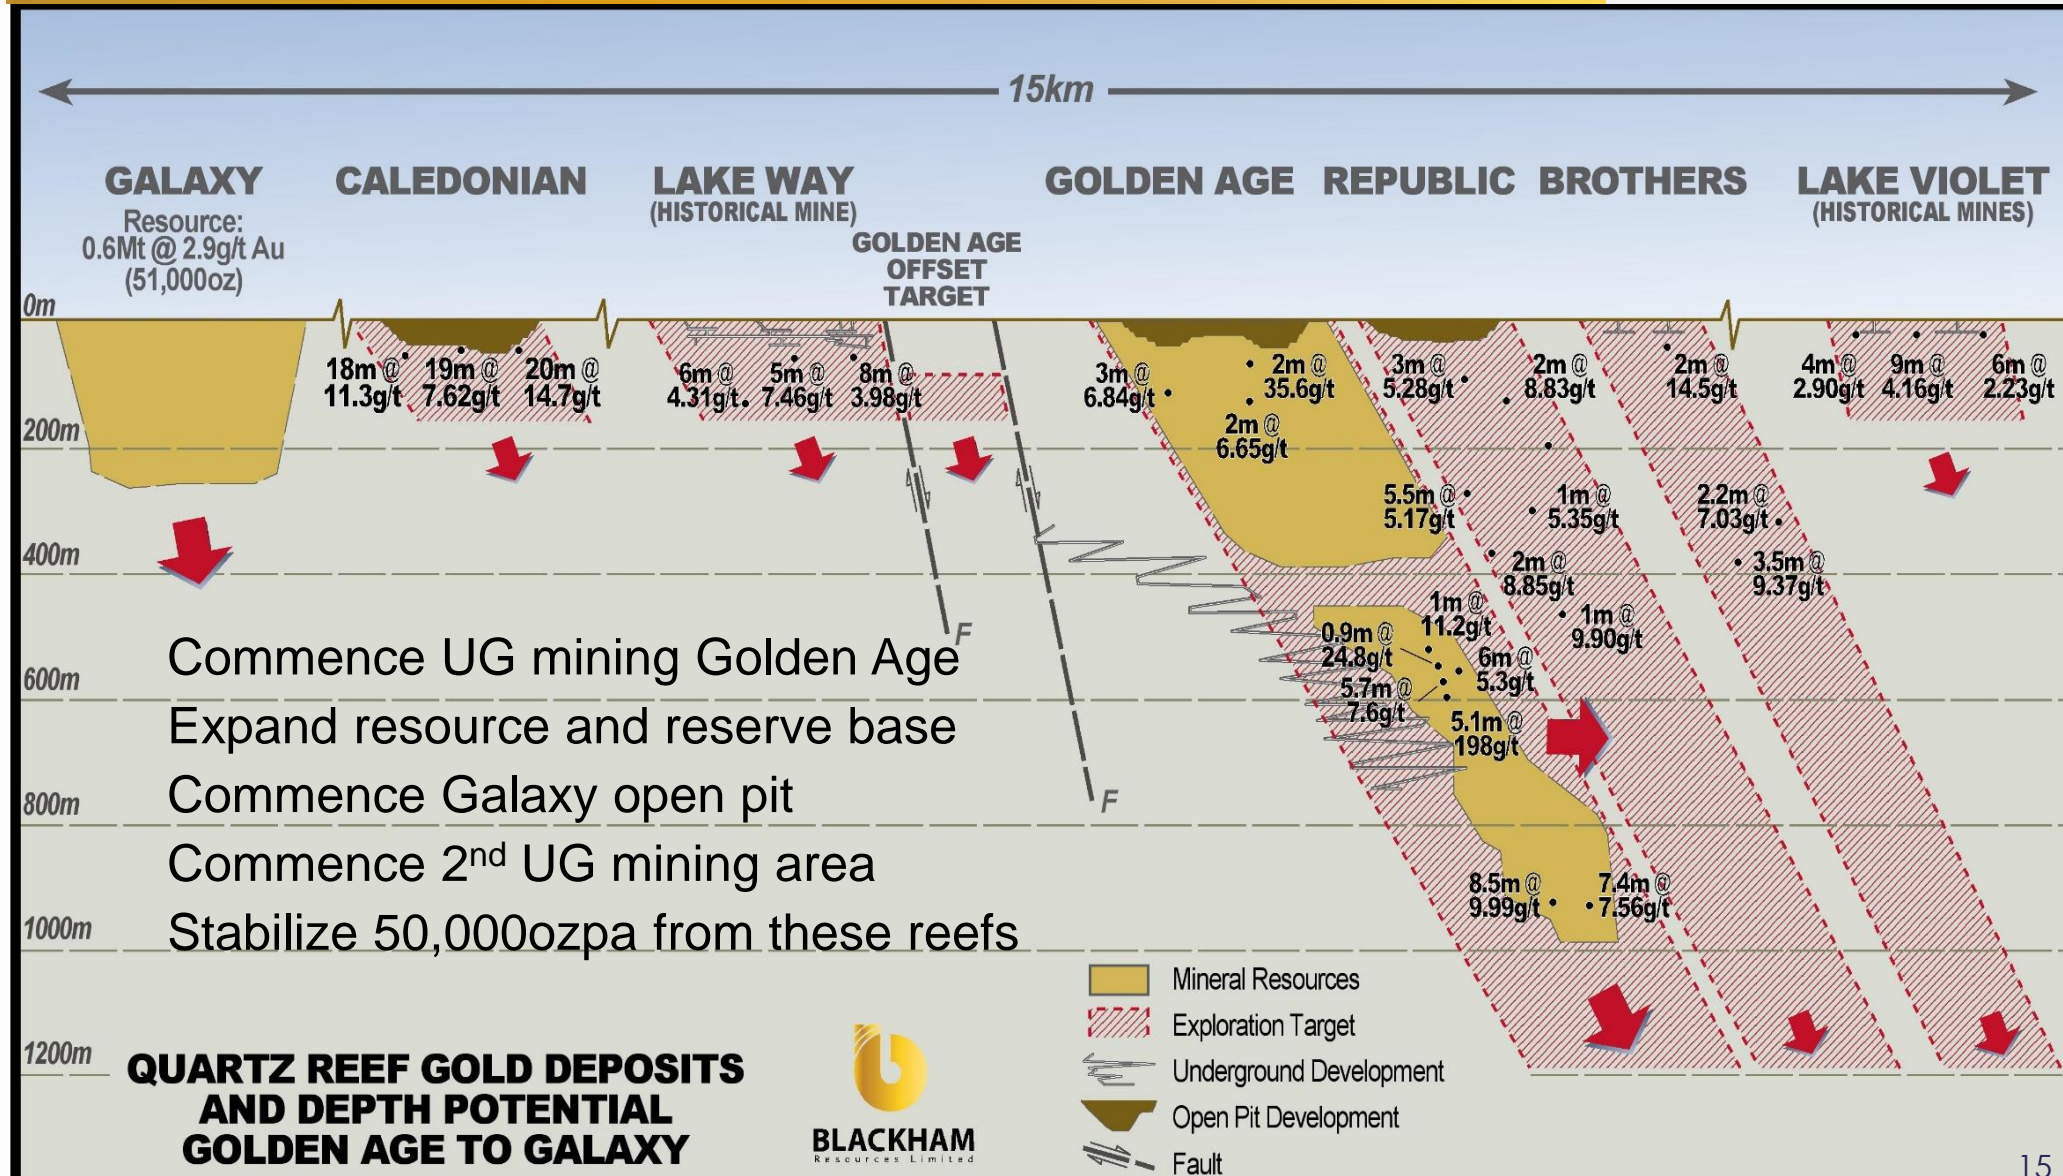 15km
GALAXY
Resource:
0.6Mt @ 2.9g/t Au
(51,000oz)
CALEDONIAN
LAKE WAY
(HISTORICAL MINE)
GOLDEN AGE
OFFSET
TARGET
GOLDEN AGE
REPUBLIC
BROTHERS
LAKE VIOLET
(HISTORICAL MINES)
0m
18m @
11.3g/t
19m @
7.62g/t
20m @
14.7g/t
6m @
4.31g/t
5m @
7.46g/t
8m @
3.98g/t
3m @
6.84g/t
2m @
35.6g/t
2m @
6.65g/t
3m @
5.28g/t
2m @
8.83g/t
2m @
14.5g/t
4m @
2.90g/t
9m @
4.16g/t
6m @
2.23g/t
200m
5.5m @
5.17g/t
1m @
5.35g/t
2.2m @
7.03g/t
400m
2m @
8.85g/t
3.5m @
9.37g/t
1m @
11.2g/t
1m @
9.90g/t
0.9m @
24.8g/t
6m @
5.3g/t
5.7m @
7.6g/t
5.1m @
198g/t
F
F
600m
800m
8.5m @
9.99g/t
7.4m @
7.56g/t
1000m
1200m
Commence UG mining Golden Age
Expand resource and reserve base
Commence Galaxy open pit
Commence 2nd UG mining area
Stabilize 50,000ozpa from these reefs
QUARTZ REEF GOLD DEPOSITS
AND DEPTH POTENTIAL
GOLDEN AGE TO GALAXY
BLACKHAM
Resources Limited
Mineral Resources
Exploration Target
Underground Development
Open Pit Development
Fault
15